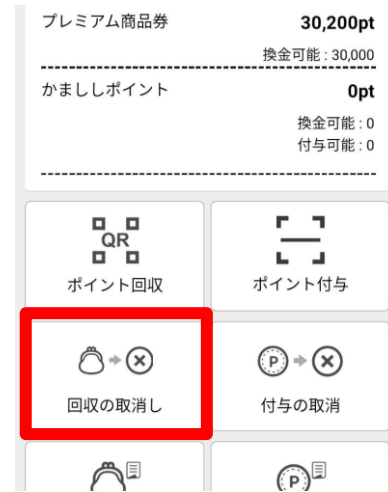 プレミアム商品券 30,200pt
換金可能 : 30,000
かまししポイント 0pt
換金可能 : 0
付与可能 : 0
QR
ポイント回収 ポイント付与
P
回収の取消し 付与の取消
P